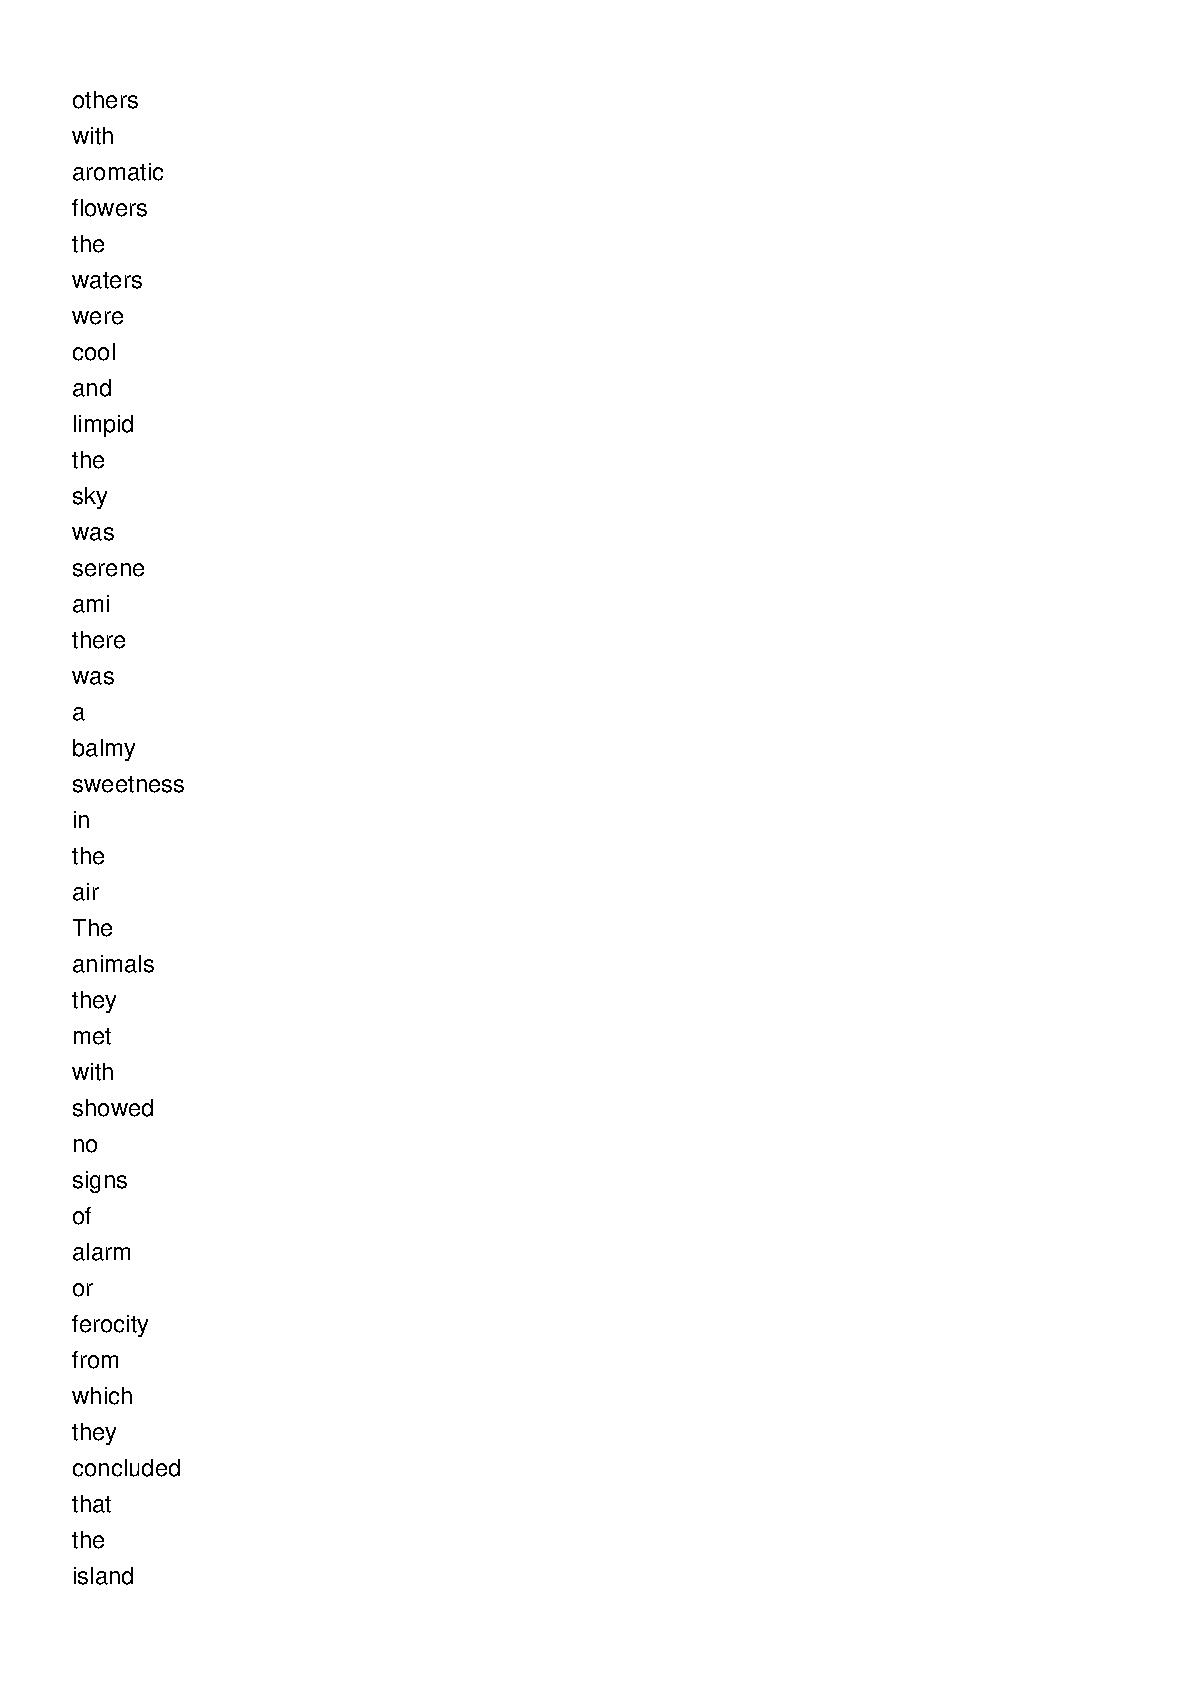 others
with
aromatic
flowers
the
waters
were
cool
and
limpid
the
sky
was
serene
ami
there
was
a
balmy
sweetness
in
the
air
The
animals
they
met
with
showed
no
signs
of
alarm
or
ferocity
from
which
they
concluded
that
the
island